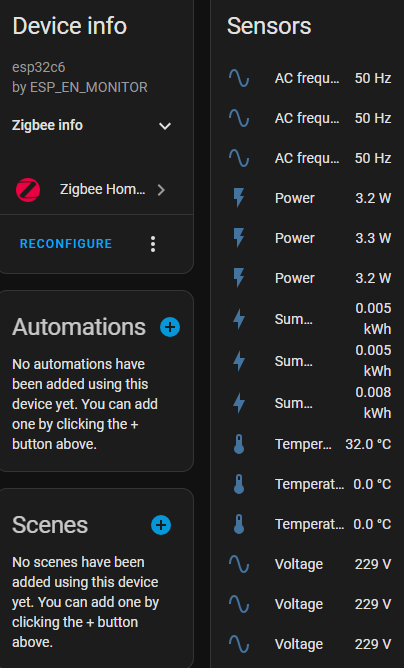 Device info
esp32c6
by ESP_EN_MONITOR
Zigbee info
Zigbee Hom...
RECONFIGURE
Automations
No automations have
been added using this
device yet. You can add
one by clicking the +
button above.
Scenes
No scenes have been
added using this device
yet. You can add one by
clicking the + button
above.
Sensors
AC frequ... 50 Hz
AC frequ... 50 Hz
AC frequ... 50 Hz
Power 3.2 W
Power 3.3 W
Power 3.2 W
Sum... 0.005
kWh
Sum... 0.005
kWh
Sum... 0.008
kWh
Temper... 32.0 °C
Temperat... 0.0 °C
Temperat... 0.0 °C
Voltage 229 V
Voltage 229 V
Voltage 229 V